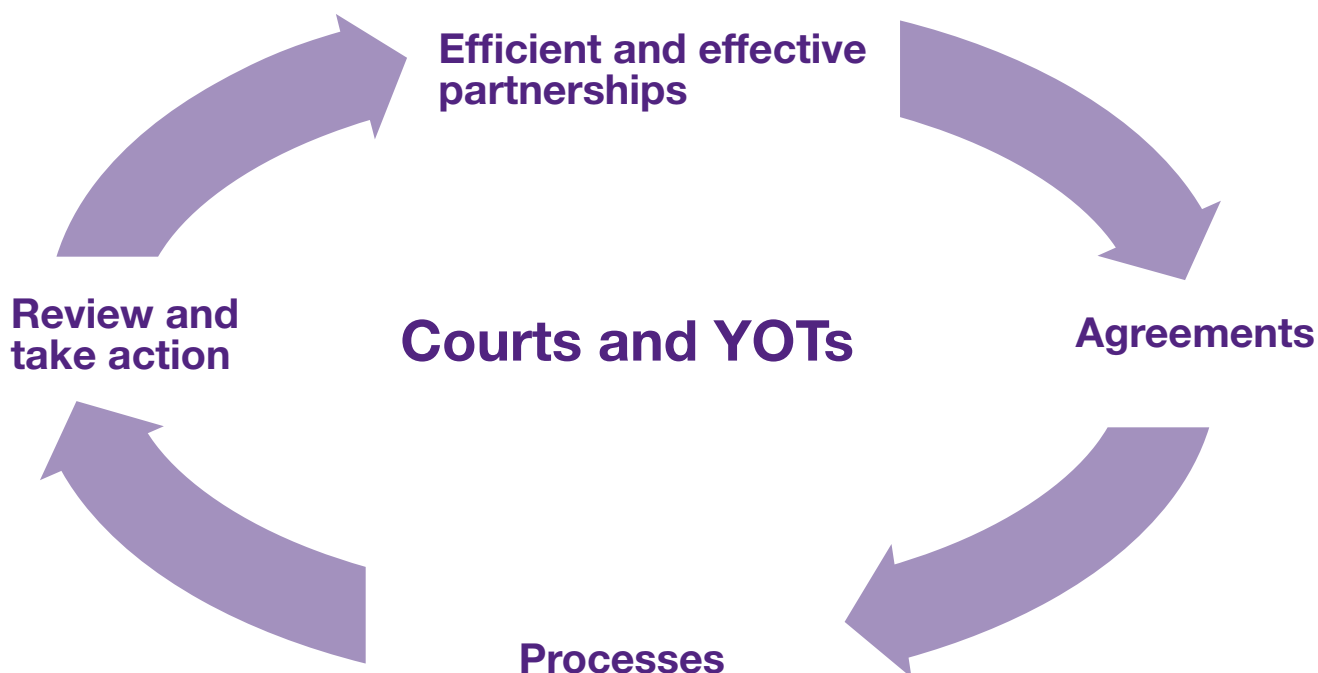 Efficient and effective
partnerships
Review and
take action
Courts and YOTs
Agreements
Processes